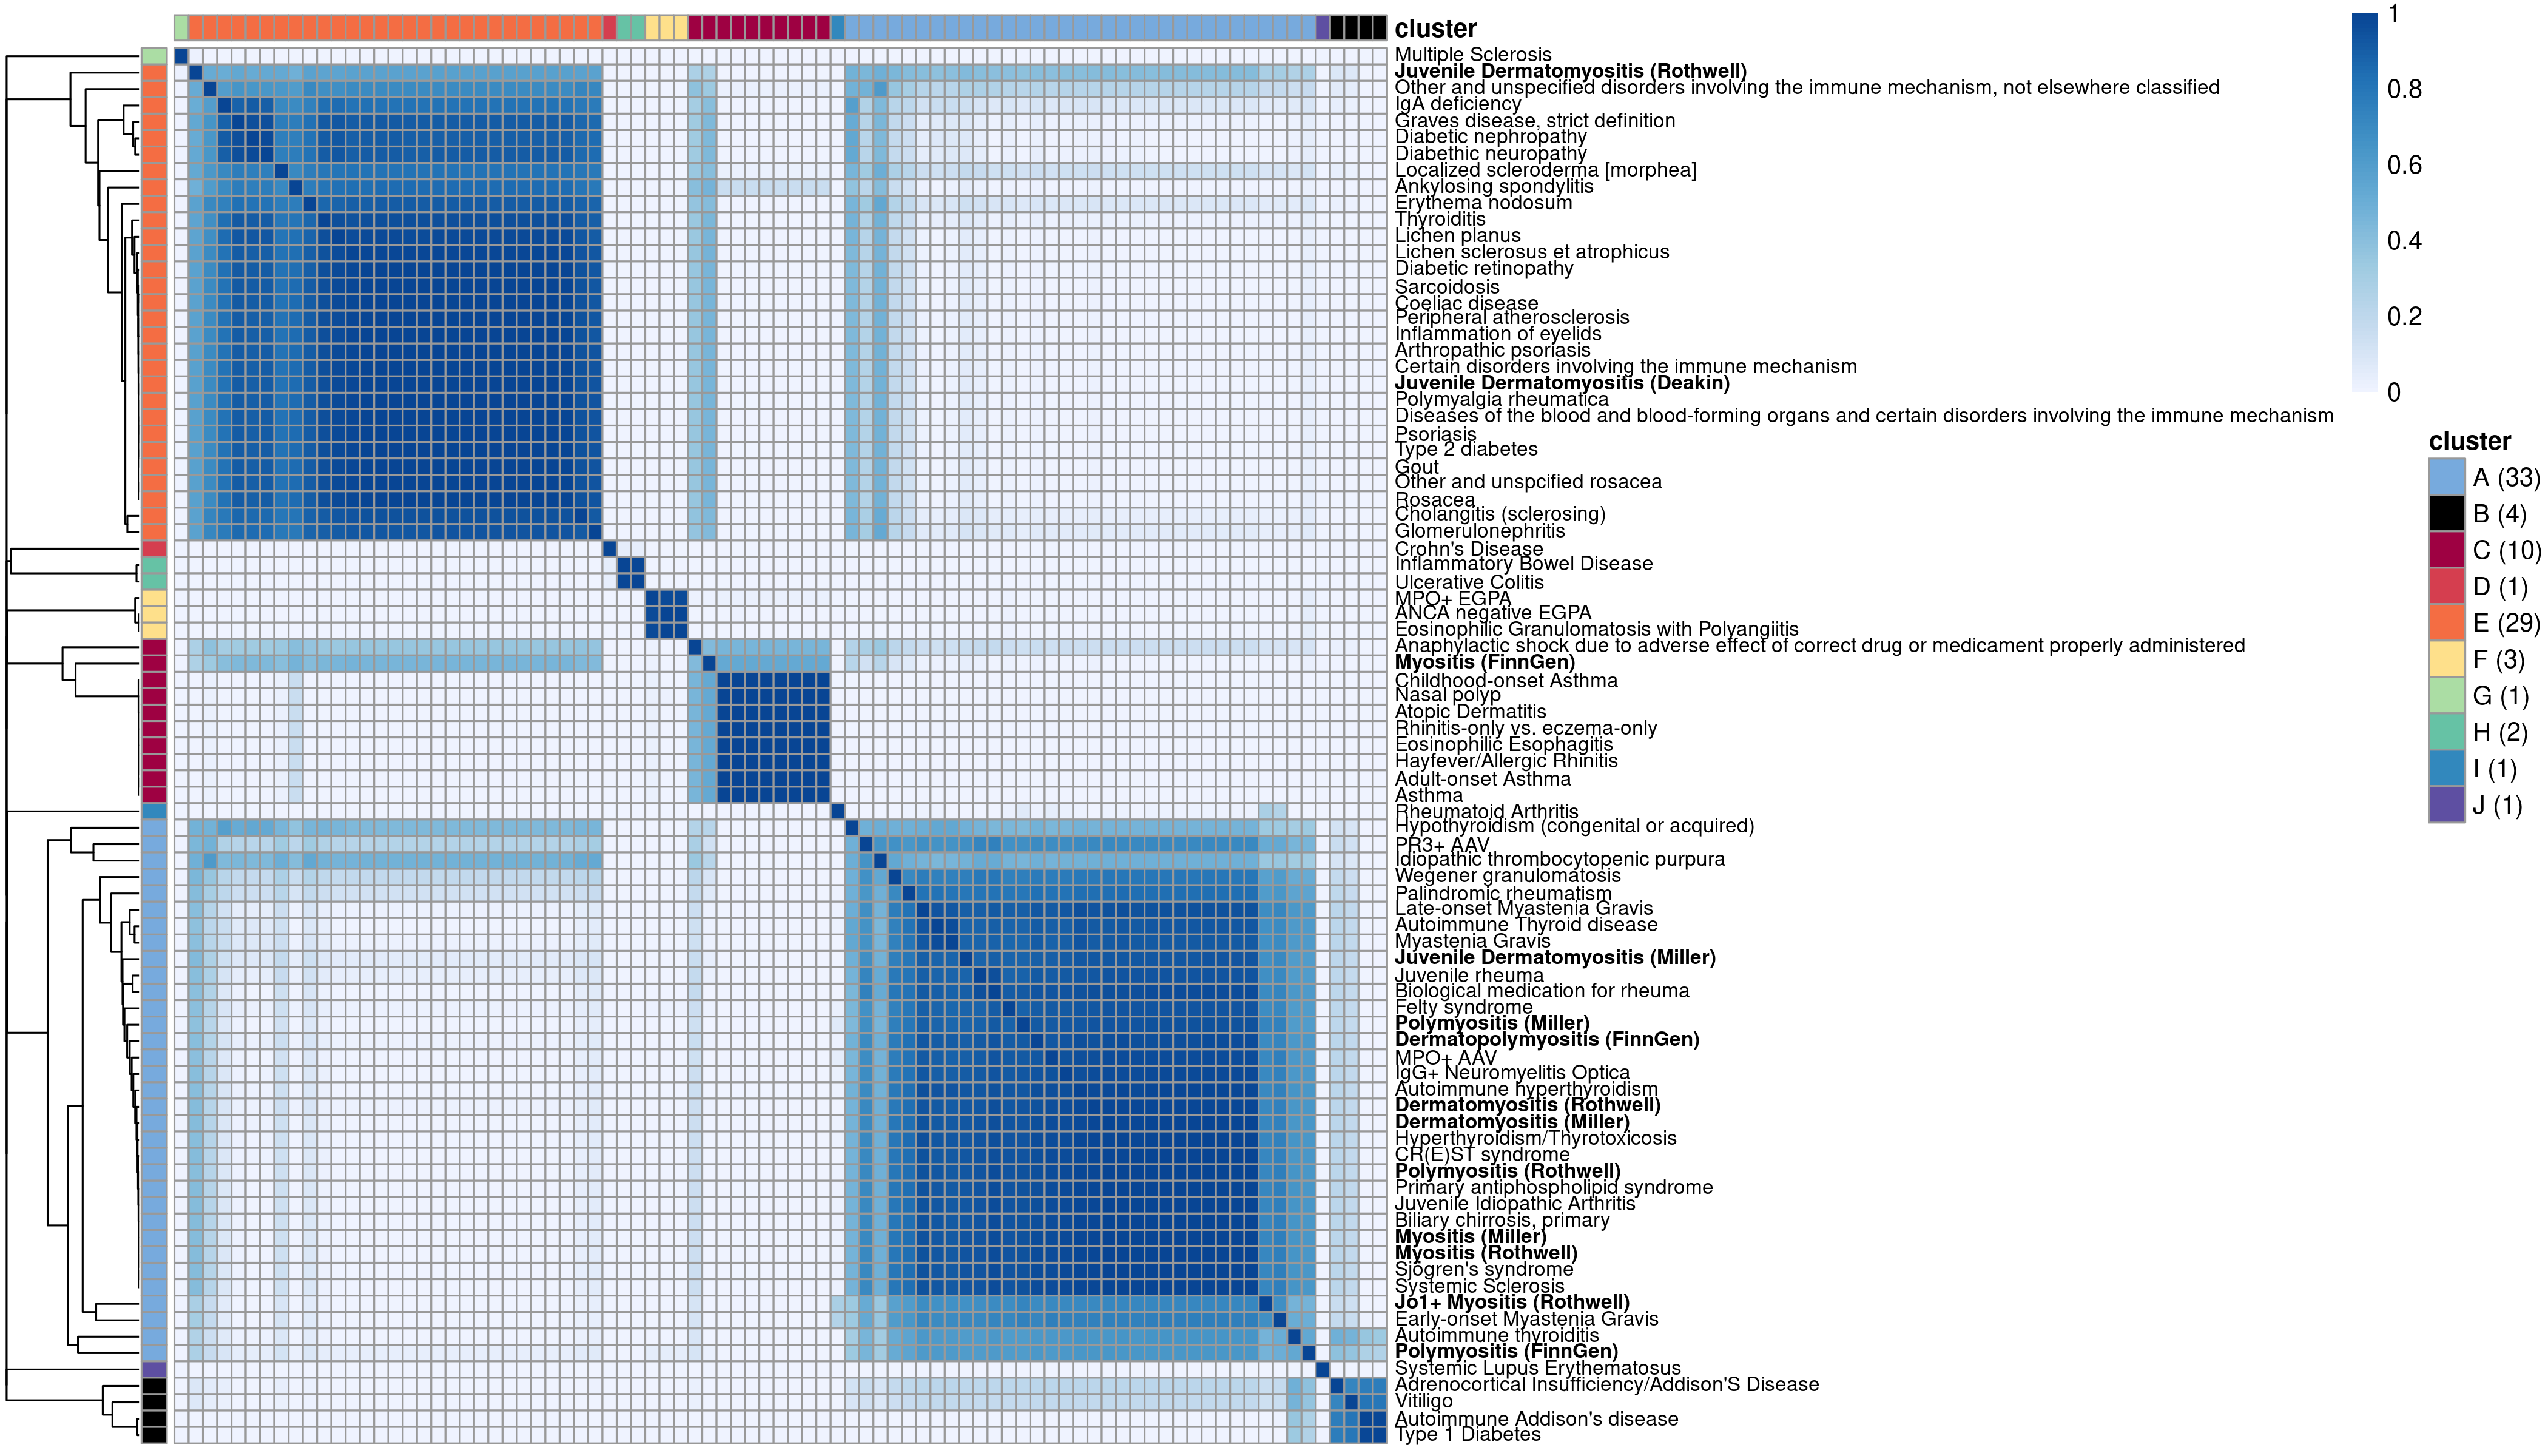 cluster
Multiple Sclerosis
Juvenile Dermatomyositis (Rothwell)
Other and unspecified disorders involving the immune mechanism, not elsewhere classified
IgA deficiency
Graves disease, strict definition
Diabetic nephropathy
Diabethic neuropathy
Localized scleroderma [morphea]
Ankylosing spondylitis
Erythema nodosum
Thyroiditis
Lichen planus
Lichen sclerosus et atrophicus
Diabetic retinopathy
Sarcoidosis
Coeliac disease
Peripheral atherosclerosis
Inflammation of eyelids
Arthropathic psoriasis
Certain disorders involving the immune mechanism
Juvenile Dermatomyositis (Deakin)
Polymyalgia rheumatica
Diseases of the blood and blood-forming organs and certain disorders involving the immune mechanism
Psoriasis
Type 2 diabetes
Gout
Other and unspcified rosacea
Rosacea
Cholangitis (sclerosing)
Glomerulonephritis
Crohn's Disease
Inflammatory Bowel Disease
Ulcerative Colitis
MPO+ EGPA
ANCA negative EGPA
Eosinophilic Granulomatosis with Polyangiitis
Anaphylactic shock due to adverse effect of correct drug or medicament properly administered
Myositis (FinnGen)
Childhood-onset Asthma
Nasal polyp
Atopic Dermatitis
Rhinitis-only vs. eczema-only
Eosinophilic Esophagitis
Hayfever/Allergic Rhinitis
Adult-onset Asthma
Asthma
Rheumatoid Arthritis
Hypothyroidism (congenital or acquired)
PR3+ AAV
Idiopathic thrombocytopenic purpura
Wegener granulomatosis
Palindromic rheumatism
Late-onset Myastenia Gravis
Autoimmune Thyroid disease
Myastenia Gravis
Juvenile Dermatomyositis (Miller)
Juvenile rheuma
Biological medication for rheuma
Felty syndrome
Polymyositis (Miller)
Dermatopolymyositis (FinnGen)
MPO+ AAV
IgG+ Neuromyelitis Optica
Autoimmune hyperthyroidism
Dermatomyositis (Rothwell)
Dermatomyositis (Miller)
Hyperthyroidism/Thyrotoxicosis
CR(E)ST syndrome
Polymyositis (Rothwell)
Primary antiphospholipid syndrome
Juvenile Idiopathic Arthritis
Biliary chirrosis, primary
Myositis (Miller)
Myositis (Rothwell)
Sjögren's syndrome
Systemic Sclerosis
Jo1+ Myositis (Rothwell)
Early-onset Myastenia Gravis
Autoimmune thyroiditis
Polymyositis (FinnGen)
Systemic Lupus Erythematosus
Adrenocortical Insufficiency/Addison'S Disease
Vitiligo
Autoimmune Addison's disease
Type 1 Diabetes
1
0.8
0.6
0.4
0.2
0
cluster
A (33)
B (4)
C (10)
D (1)
E (29)
F (3)
G (1)
H (2)
I (1)
J (1)